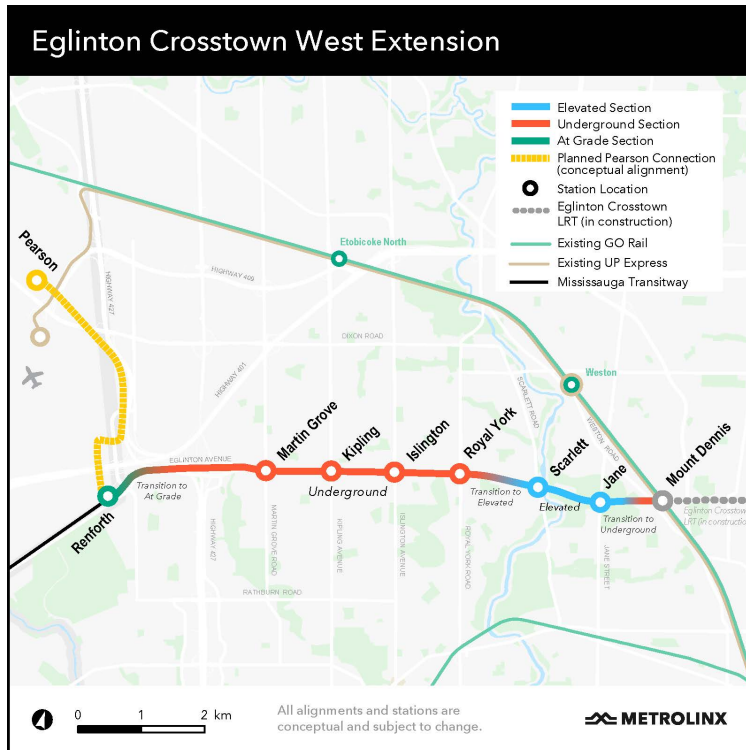 Eglinton Crosstown West Extension
Elevated Section
Underground Section
At Grade Section
Planned Pearson Connection
(conceptual alignment)
Station Location
Eglinton Crosstown
LRT (in construction)
Existing GO Rail
Existing UP Express
Mississauga Transitway
Pearson
Etobicoke North
HIGHWAY 409
HIGHWAY 427
DIXON ROAD
HIGHWAY 401
Weston
SCARLETT ROAD
WESTON ROAD
Martin Grove
Kipling
Islington
Royal York
Scarlett
Jane
Mount Dennis
EGLINTON AVENUE
Transition to
At Grade
Underground
Transition to
Elevated
Elevated
Transition to
Underground
Eglinton Crosstown
LRT (in construction)
Renforth
HIGHWAY 427
MARTIN GROVE ROAD
KIPLING AVENUE
ISLINGTON AVENUE
ROYAL YORK ROAD
JANE STREET
RATHBURN ROAD
0 1 2 km
All alignments and stations are
conceptual and subject to change.
METROLINX